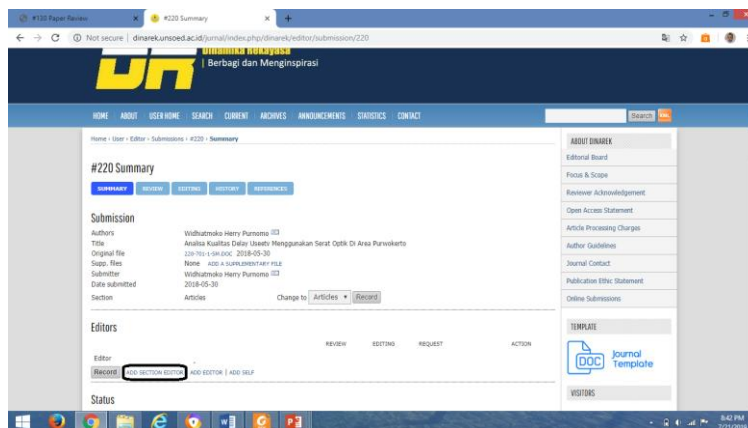 #220 Summary
Not secure | dinarek.unsoed.ac.id/jurnal/index.php/dinarek/editor/submission/220
Dinamika Rekayasa
| Berbagi dan Menginspirasi
HOME ABOUT USER HOME SEARCH CURRENT ARCHIVES ANNOUNCEMENTS STATISTICS CONTACT
Search
Home > User > Editor > Submissions > #220 > Summary
#220 Summary
SUMMARY REVIEW EDITING HISTORY REFERENCES
Submission
Authors Widhiatmoko Herry Purnomo
Title Analisa Kualitas Delay Useetv Menggunakan Serat Optik Di Area Purwokerto
Original file 220-701-1-SM.DOC 2018-05-30
Supp. files None ADD A SUPPLEMENTARY FILE
Submitter Widhiatmoko Herry Purnomo
Date submitted 2018-05-30
Section Articles Change to Articles Record
Editors
REVIEW EDITING REQUEST ACTION
Editor
Record ADD SECTION EDITOR ADD EDITOR | ADD SELF
Status
ABOUT DINAREK
Editorial Board
Focus & Scope
Reviewer Acknowledgement
Open Access Statement
Article Processing Charges
Author Guidelines
Journal Contact
Publication Ethic Statement
Online Submissions
TEMPLATE
DOC Journal
Template
VISITORS
8:42 PM